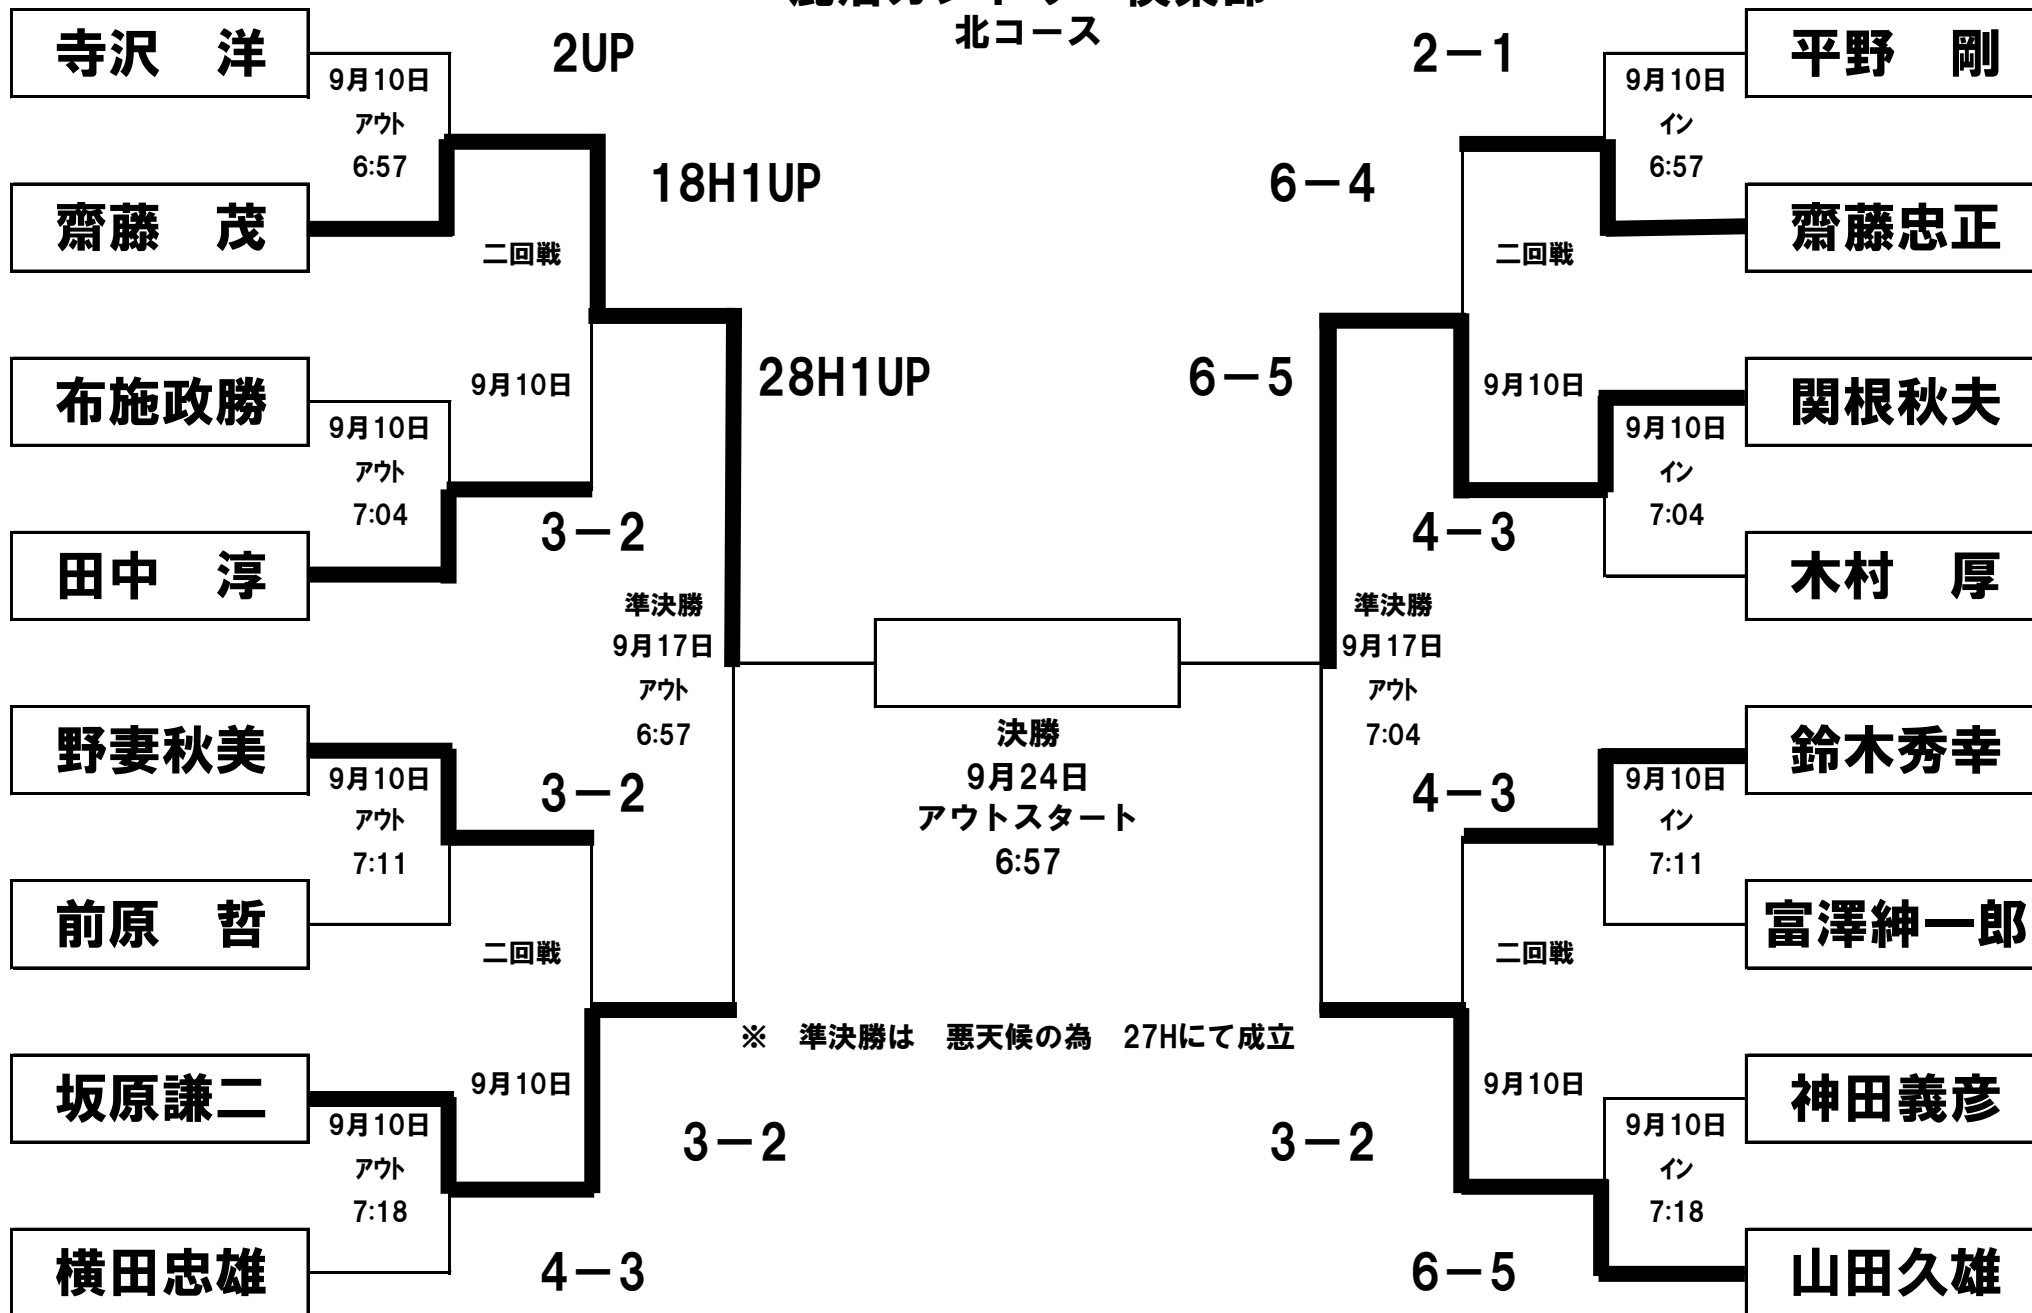 北コース
寺沢　洋
9月10日
アウト
6:57
齋藤　茂
2UP
18H1UP
二回戦
9月10日
布施政勝
9月10日
アウト
7:04
田中　淳
3－2
28H1UP
準決勝
9月17日
アウト
6:57
野妻秋美
9月10日
アウト
7:11
前原　哲
3－2
二回戦
9月10日
坂原謙二
9月10日
アウト
7:18
横田忠雄
4－3
3－2
決勝
9月24日
アウトスタート
6:57
※　準決勝は　悪天候の為　27Hにて成立
2－1
平野　剛
9月10日
イン
6:57
齋藤忠正
6－4
二回戦
9月10日
関根秋夫
9月10日
イン
7:04
木村　厚
4－3
6－5
準決勝
9月17日
アウト
7:04
鈴木秀幸
9月10日
イン
7:11
富澤紳一郎
4－3
二回戦
9月10日
神田義彦
9月10日
イン
7:18
山田久雄
3－2
6－5